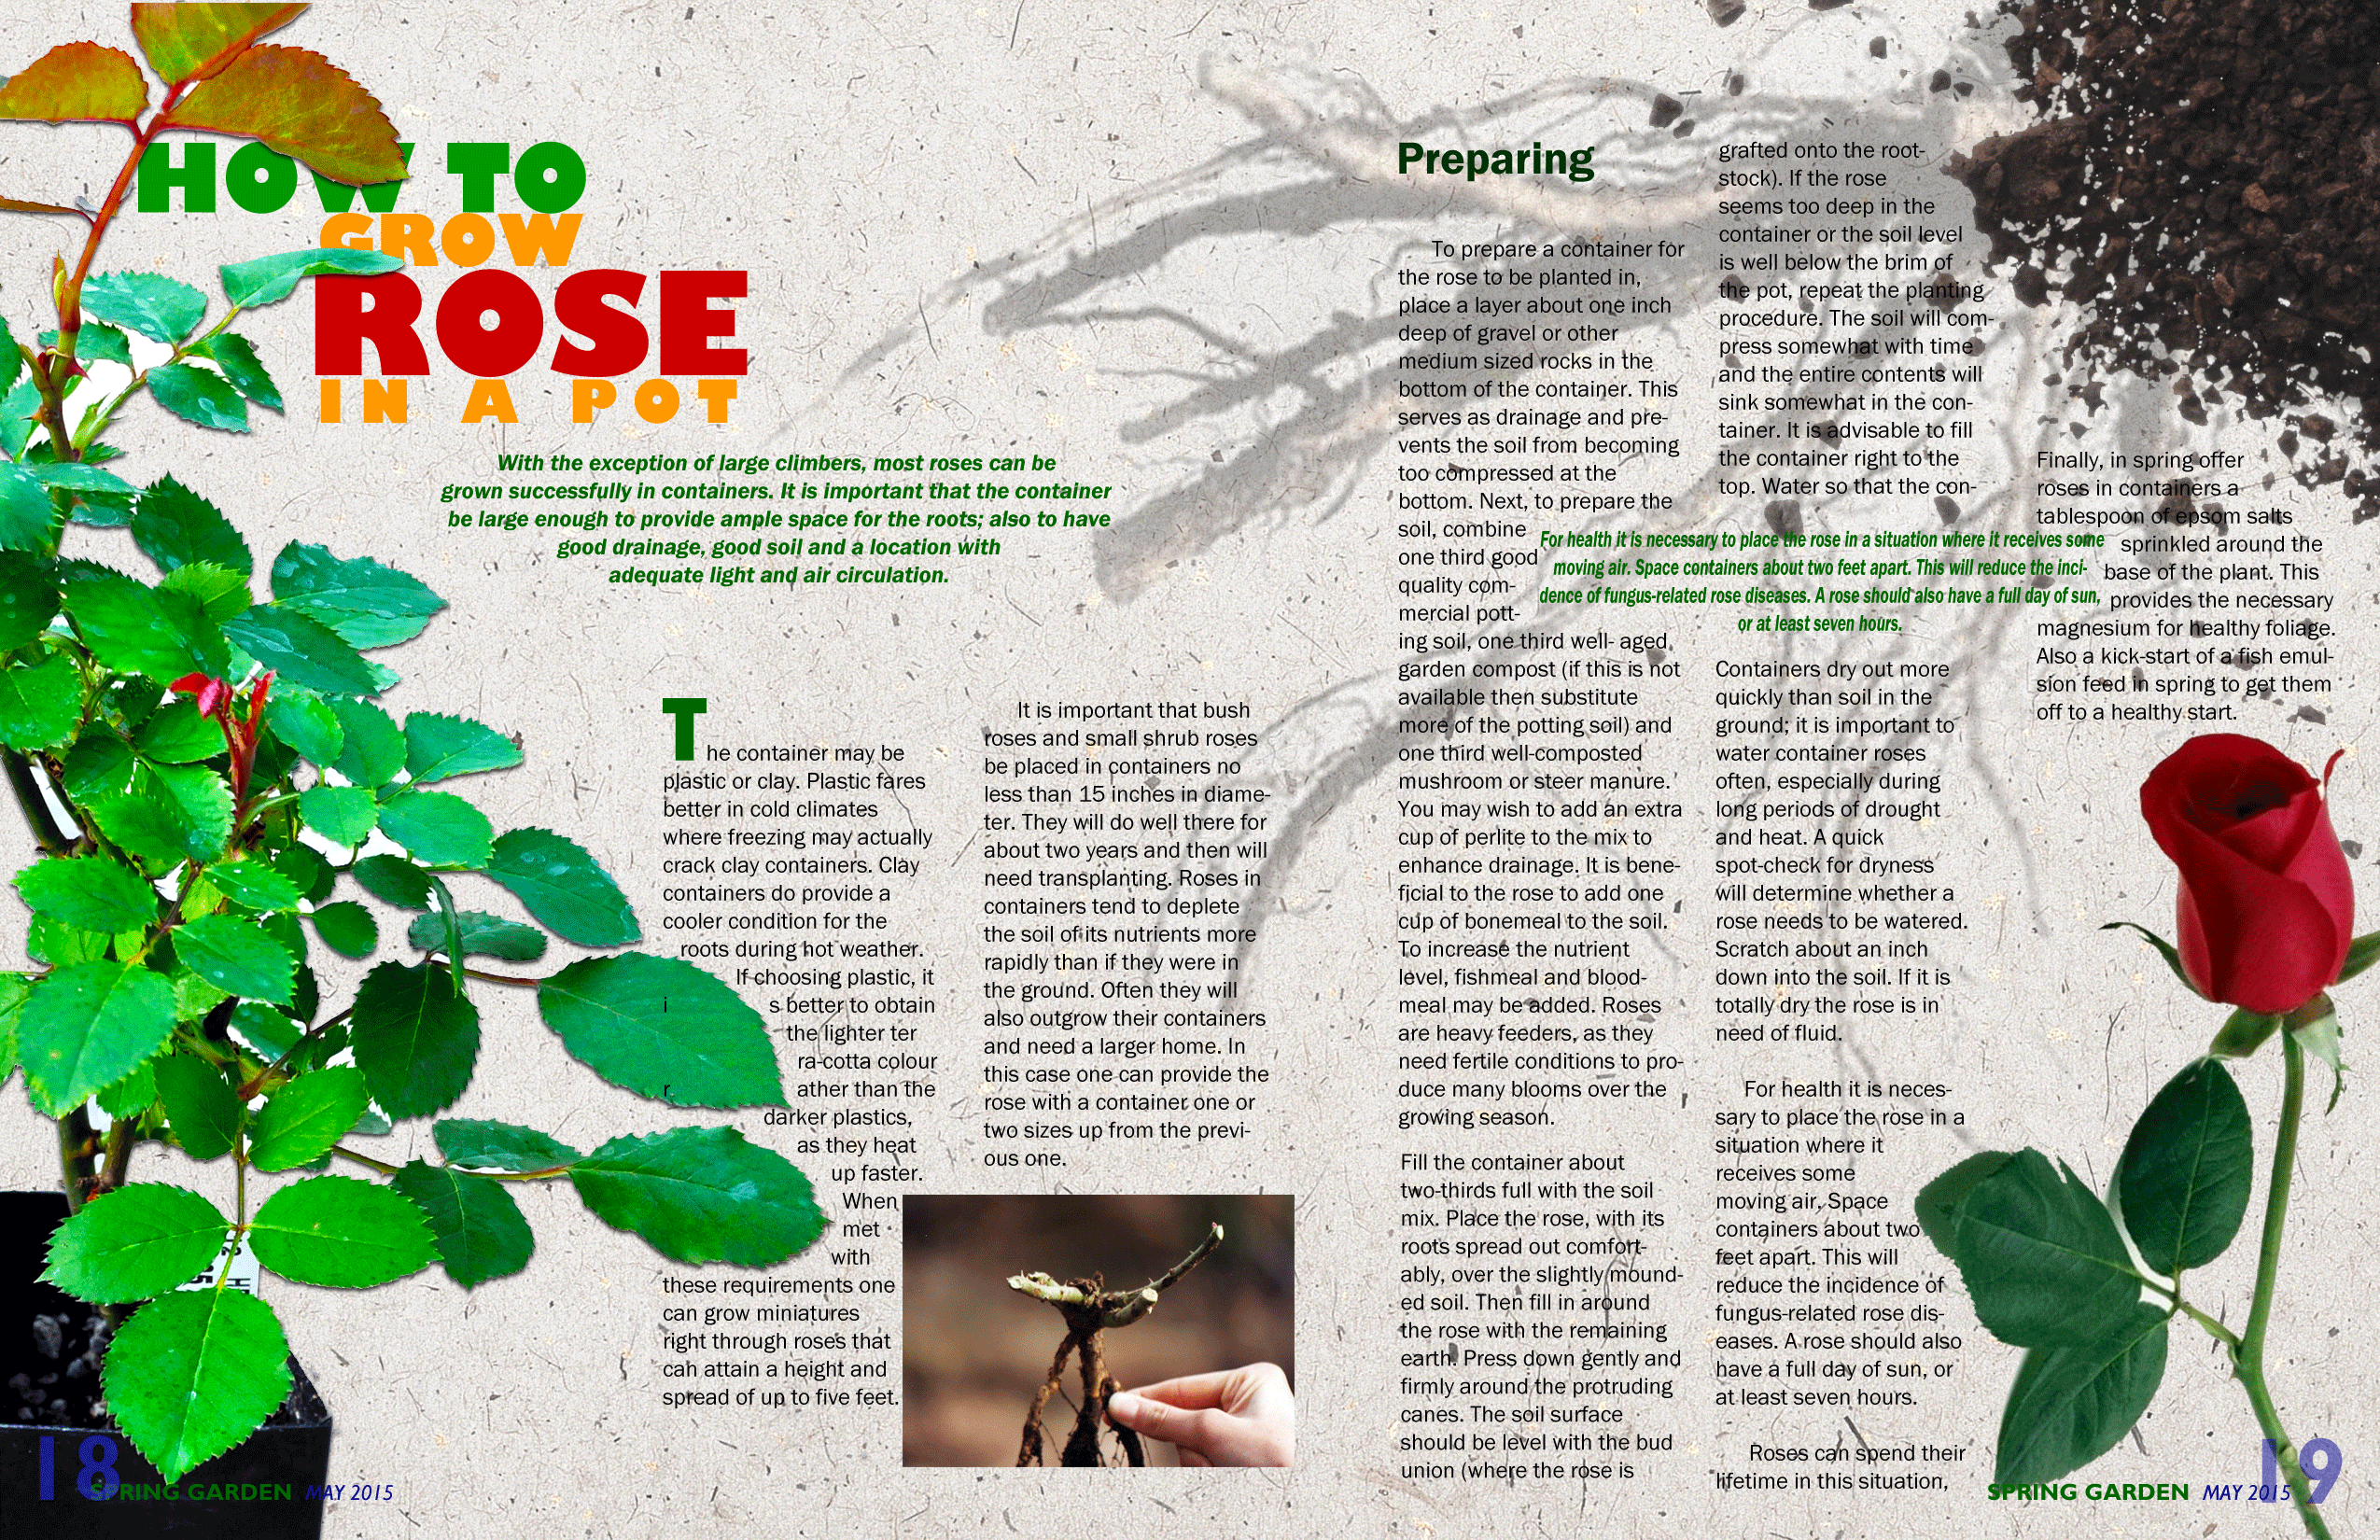 HOW TO
GROW
ROSE
IN A POT
With the exception of large climbers, most roses can be
grown successfully in containers. It is important that the container
be large enough to provide ample space for the roots; also to have
good drainage, good soil and a location with
adequate light and air circulation.
The container may be
plastic or clay. Plastic fares
better in cold climates
where freezing may actually
crack clay containers. Clay
containers do provide a
cooler condition for the
roots during hot weather.
If choosing plastic, it
i s better to obtain
the lighter ter
ra-cotta colour
r ather than the
darker plastics,
as they heat
up faster.
When
met
with
these requirements one
can grow miniatures
right through roses that
can attain a height and
spread of up to five feet.
It is important that bush
roses and small shrub roses
be placed in containers no
less than 15 inches in diame-
ter. They will do well there for
about two years and then will
need transplanting. Roses in
containers tend to deplete
the soil of its nutrients more
rapidly than if they were in
the ground. Often they will
also outgrow their containers
and need a larger home. In
this case one can provide the
rose with a container one or
two sizes up from the previ-
ous one.
18
SPRING GARDEN MAY 2015
Preparing
To prepare a container for
the rose to be planted in,
place a layer about one inch
deep of gravel or other
medium sized rocks in the
bottom of the container. This
serves as drainage and pre-
vents the soil from becoming
too compressed at the
bottom. Next, to prepare the
soil, combine
one third good
quality com-
mercial pott-
ing soil, one third well- aged
garden compost (if this is not
available then substitute
more of the potting soil) and
one third well-composted
mushroom or steer manure.
You may wish to add an extra
cup of perlite to the mix to
enhance drainage. It is bene-
ficial to the rose to add one
cup of bonemeal to the soil.
To increase the nutrient
level, fishmeal and blood-
meal may be added. Roses
are heavy feeders, as they
need fertile conditions to pro-
duce many blooms over the
growing season.
Fill the container about
two-thirds full with the soil
mix. Place the rose, with its
roots spread out comfort-
ably, over the slightly mound-
ed soil. Then fill in around
the rose with the remaining
earth. Press down gently and
firmly around the protruding
canes. The soil surface
should be level with the bud
union (where the rose is
grafted onto the root-
stock). If the rose
seems too deep in the
container or the soil level
is well below the brim of
the pot, repeat the planting
procedure. The soil will com-
press somewhat with time
and the entire contents will
sink somewhat in the con-
tainer. It is advisable to fill
the container right to the
top. Water so that the con-
For health it is necessary to place the rose in a situation where it receives some
moving air. Space containers about two feet apart. This will reduce the inci-
dence of fungus-related rose diseases. A rose should also have a full day of sun,
or at least seven hours.
Containers dry out more
quickly than soil in the
ground; it is important to
water container roses
often, especially during
long periods of drought
and heat. A quick
spot-check for dryness
will determine whether a
rose needs to be watered.
Scratch about an inch
down into the soil. If it is
totally dry the rose is in
need of fluid.
For health it is neces-
sary to place the rose in a
situation where it
receives some
moving air. Space
containers about two
feet apart. This will
reduce the incidence of
fungus-related rose dis-
eases. A rose should also
have a full day of sun, or
at least seven hours.
Roses can spend their
lifetime in this situation,
Finally, in spring offer
roses in containers a
tablespoon of epsom salts
sprinkled around the
base of the plant. This
provides the necessary
magnesium for healthy foliage.
Also a kick-start of a fish emul-
sion feed in spring to get them
off to a healthy start.
SPRING GARDEN MAY 2015
19